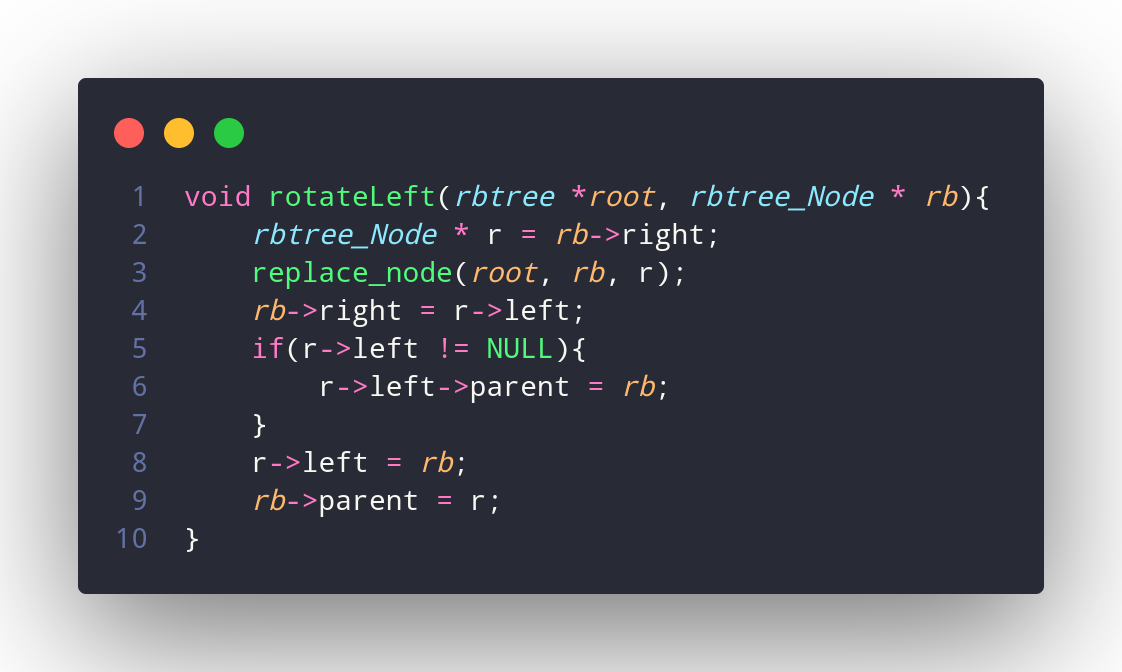 1 void rotateLeft(rbtree *root, rbtree_Node * rb){
2     rbtree_Node * r = rb->right;
3     replace_node(root, rb, r);
4     rb->right = r->left;
5     if(r->left != NULL){
6         r->left->parent = rb;
7     }
8     r->left = rb;
9     rb->parent = r;
10 }